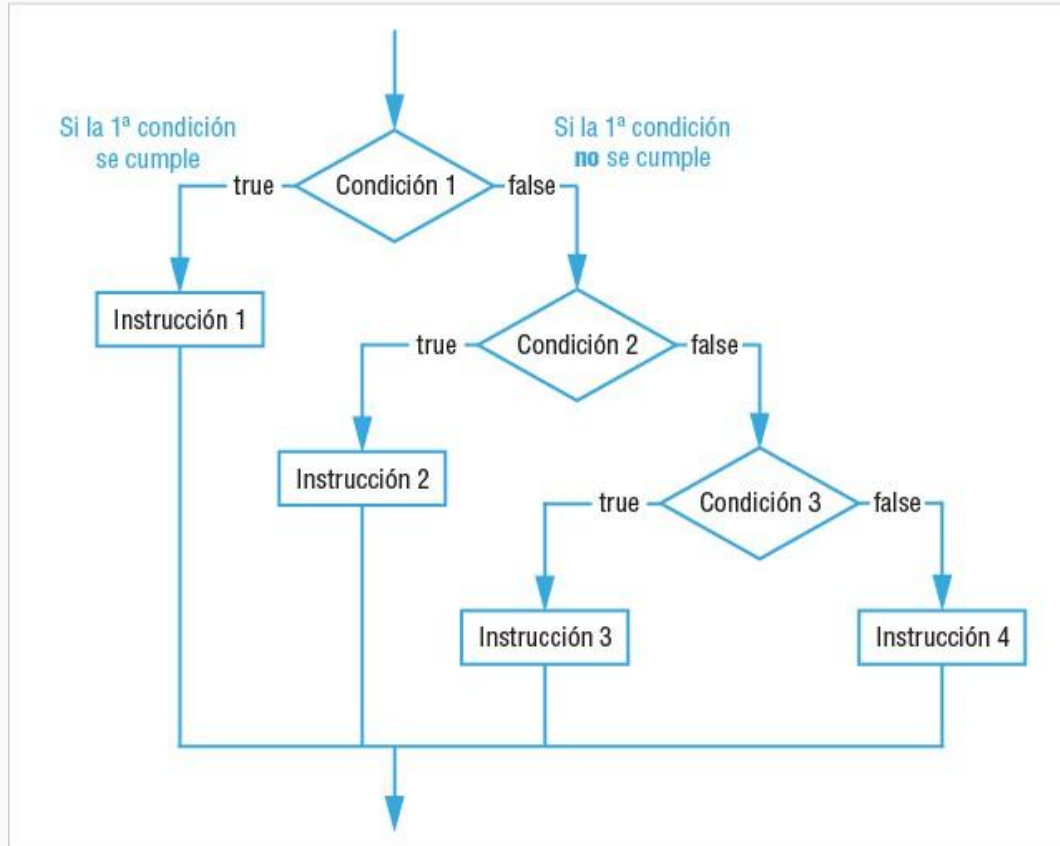 Si la 1ª condición
se cumple
Si la 1ª condición
no se cumple
true
Condición 1
false
Instrucción 1
true
Condición 2
false
Instrucción 2
true
Condición 3
false
Instrucción 3
Instrucción 4